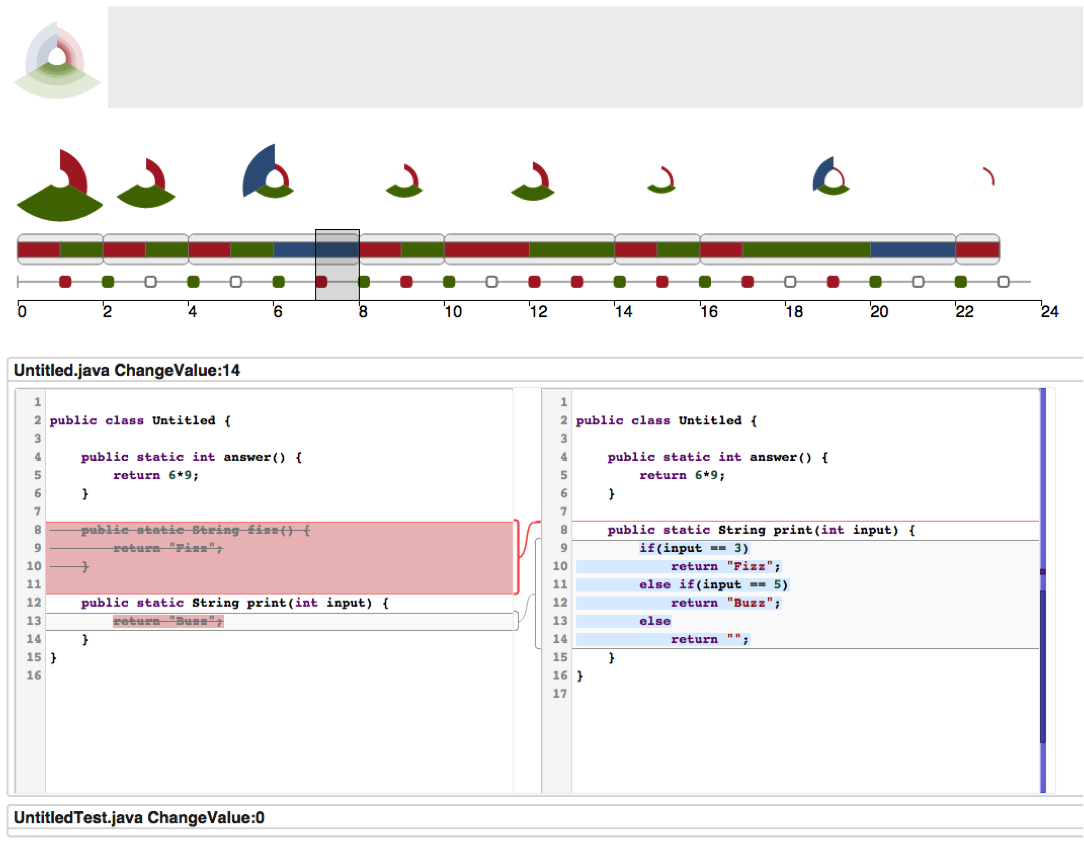 0 2 4 6 8 10 12 14 16 18 20 22 24
Untitled.java ChangeValue:14
1
2 public class Untitled {
3
4 public static int answer() {
5 return 6*9;
6 }
7
8 public static String fizz() {
9 return "Fizz";
10 }
11
12 public static String print(int input) {
13 return "Buzz";
14 }
15 }
16
1
2 public class Untitled {
3
4 public static int answer() {
5 return 6*9;
6 }
7
8 public static String print(int input) {
9 if(input == 3)
10 return "Fizz";
11 else if(input == 5)
12 return "Buzz";
13 else
14 return "";
15 }
16 }
17
UntitledTest.java ChangeValue:0